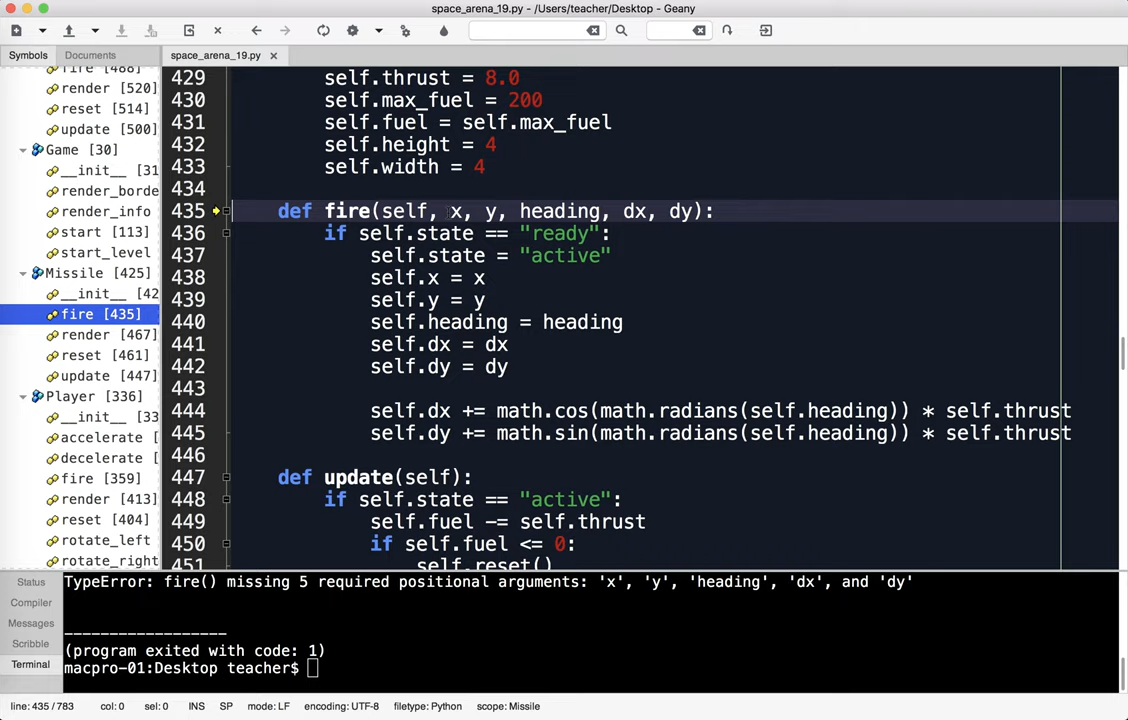 space_arena_19.py - /Users/teacher/Desktop - Geany
Symbols
Documents
space_arena_19.py
fire [488]
render [520]
reset [514]
update [500]
Game [30]
__init__ [31
render_borde
render_info
start [113]
start_level
Missile [425]
__init__ [42
fire [435]
render [467]
reset [461]
update [447]
Player [336]
__init__ [33
accelerate [
decelerate [
fire [359]
render [413]
reset [404]
rotate_left
rotate_right
429 self.thrust = 8.0
430 self.max_fuel = 200
431 self.fuel = self.max_fuel
432 self.height = 4
433 self.width = 4
434
435 def fire(self, x, y, heading, dx, dy):
436 if self.state == "ready":
437 self.state = "active"
438 self.x = x
439 self.y = y
440 self.heading = heading
441 self.dx = dx
442 self.dy = dy
443
444 self.dx += math.cos(math.radians(self.heading)) * self.thrust
445 self.dy += math.sin(math.radians(self.heading)) * self.thrust
446
447 def update(self):
448 if self.state == "active":
449 self.fuel -= self.thrust
450 if self.fuel <= 0:
451 self.reset()
Status
Compiler
Messages
Scribble
Terminal
TypeError: fire() missing 5 required positional arguments: 'x', 'y', 'heading', 'dx', and 'dy'
------------------
(program exited with code: 1)
macpro-01:Desktop teacher$
line: 435 / 783 col: 0 sel: 0 INS SP mode: LF encoding: UTF-8 filetype: Python scope: Missile